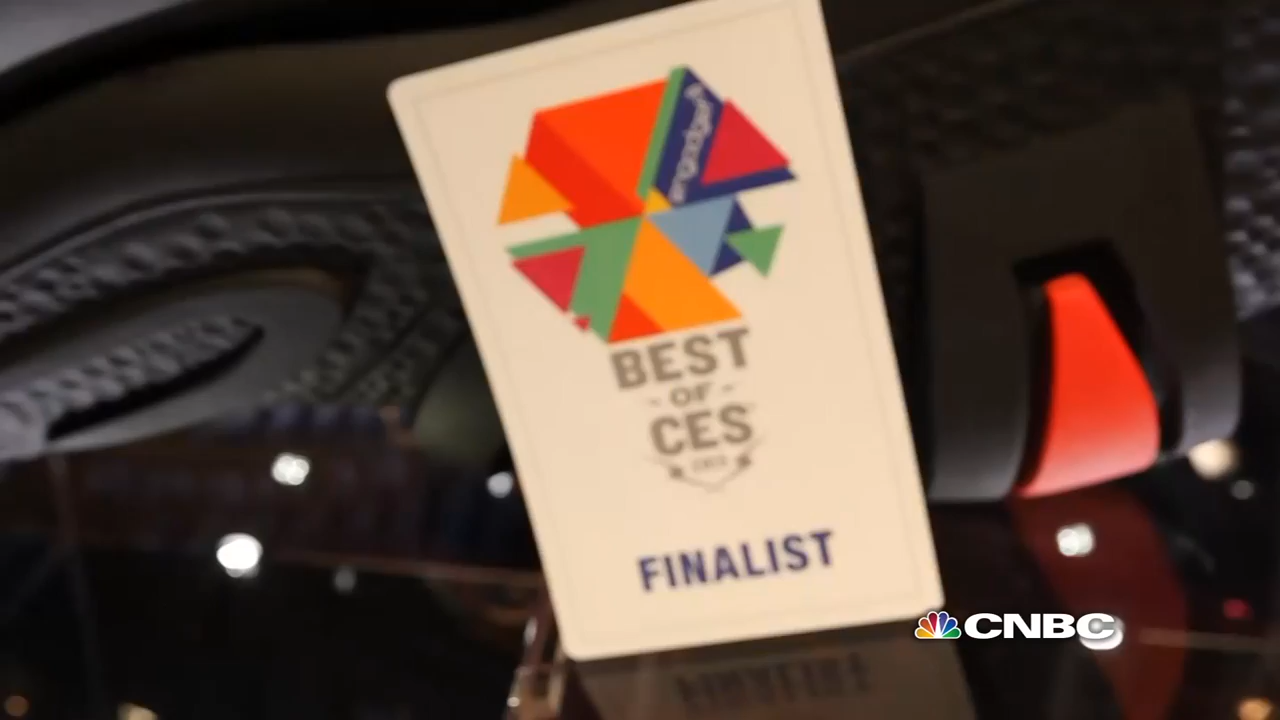 engadget
BEST
- OF -
CES
FINALIST
CNBC